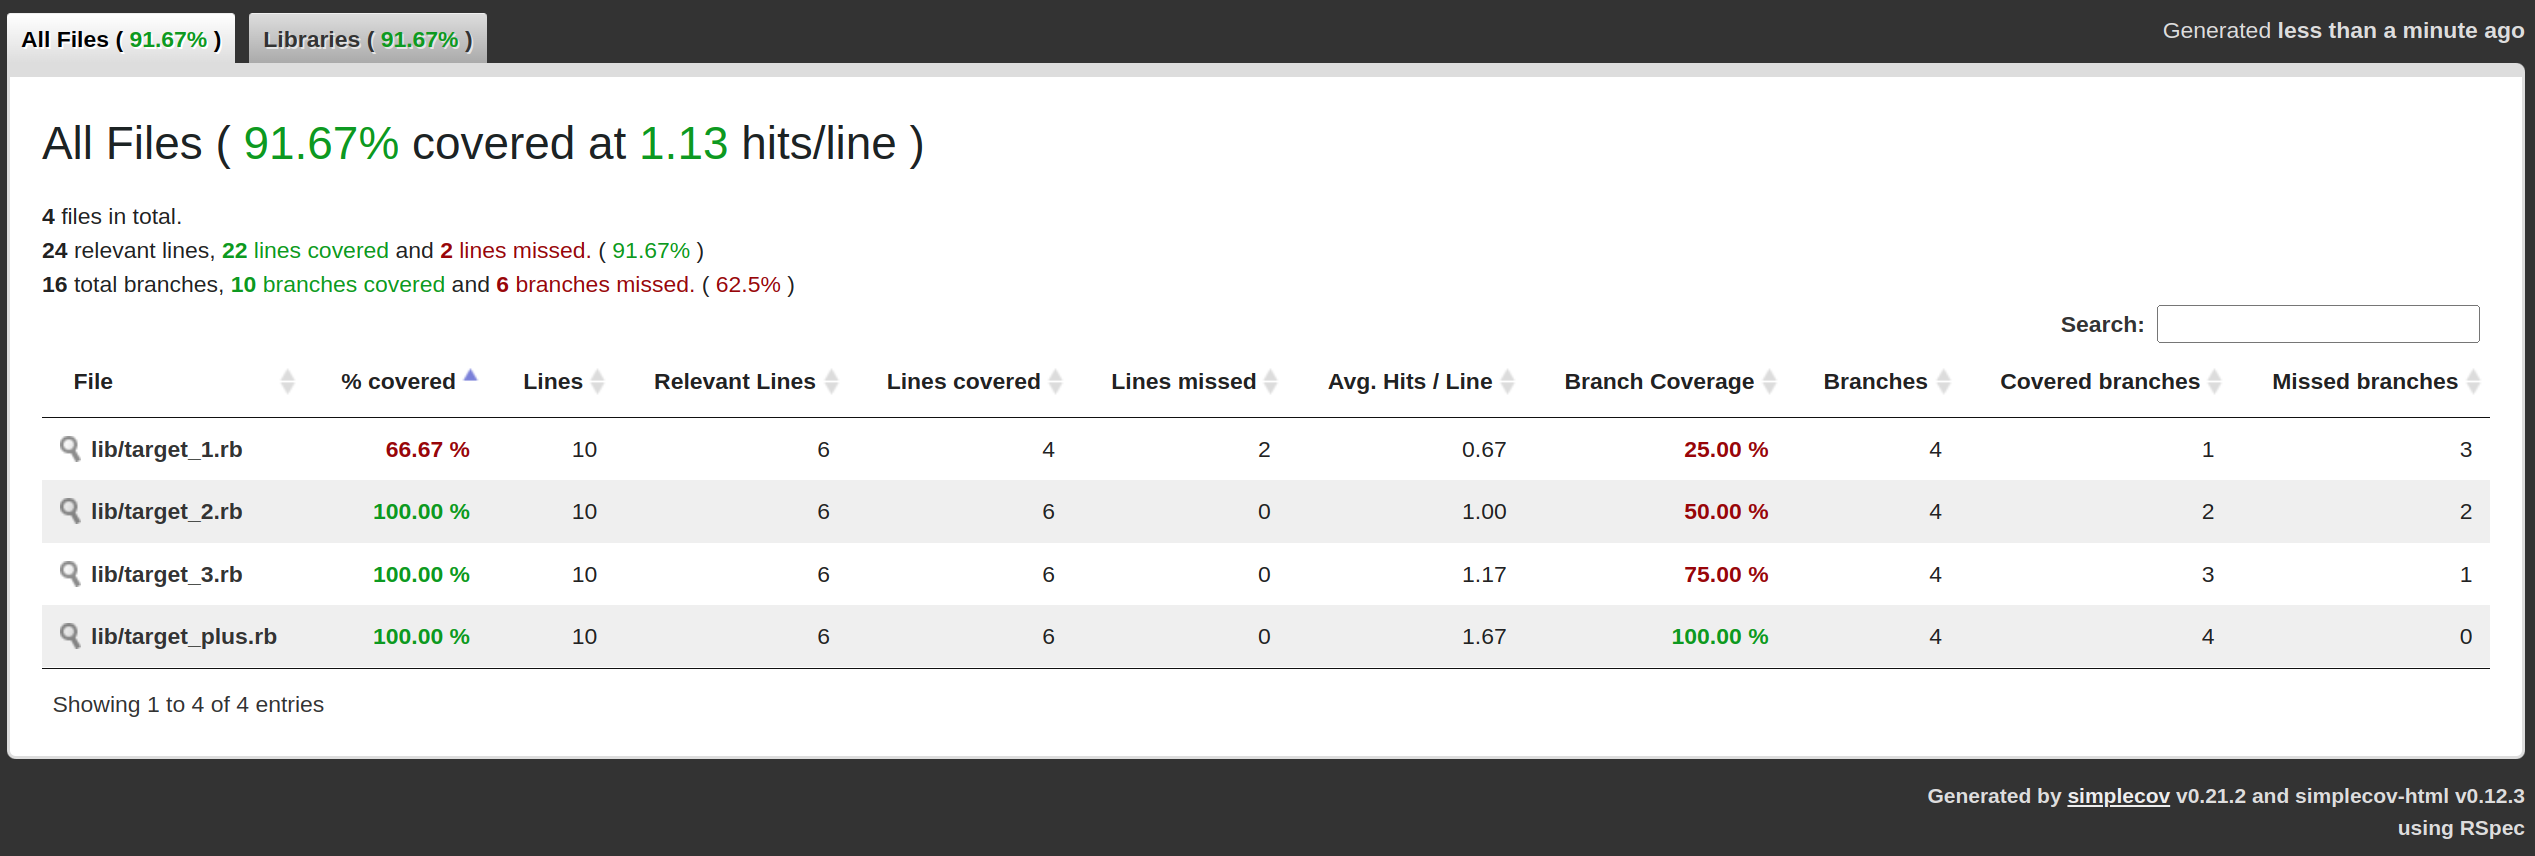 All Files ( 91.67% ) Libraries ( 91.67% ) Generated less than a minute ago
All Files ( 91.67% covered at 1.13 hits/line )
4 files in total.
24 relevant lines, 22 lines covered and 2 lines missed. ( 91.67% )
16 total branches, 10 branches covered and 6 branches missed. ( 62.5% )
Search:
File % covered Lines Relevant Lines Lines covered Lines missed Avg. Hits / Line Branch Coverage Branches Covered branches Missed branches
lib/target_1.rb 66.67 % 10 6 4 2 0.67 25.00 % 4 1 3
lib/target_2.rb 100.00 % 10 6 6 0 1.00 50.00 % 4 2 2
lib/target_3.rb 100.00 % 10 6 6 0 1.17 75.00 % 4 3 1
lib/target_plus.rb 100.00 % 10 6 6 0 1.67 100.00 % 4 4 0
Showing 1 to 4 of 4 entries
Generated by simplecov v0.21.2 and simplecov-html v0.12.3
using RSpec